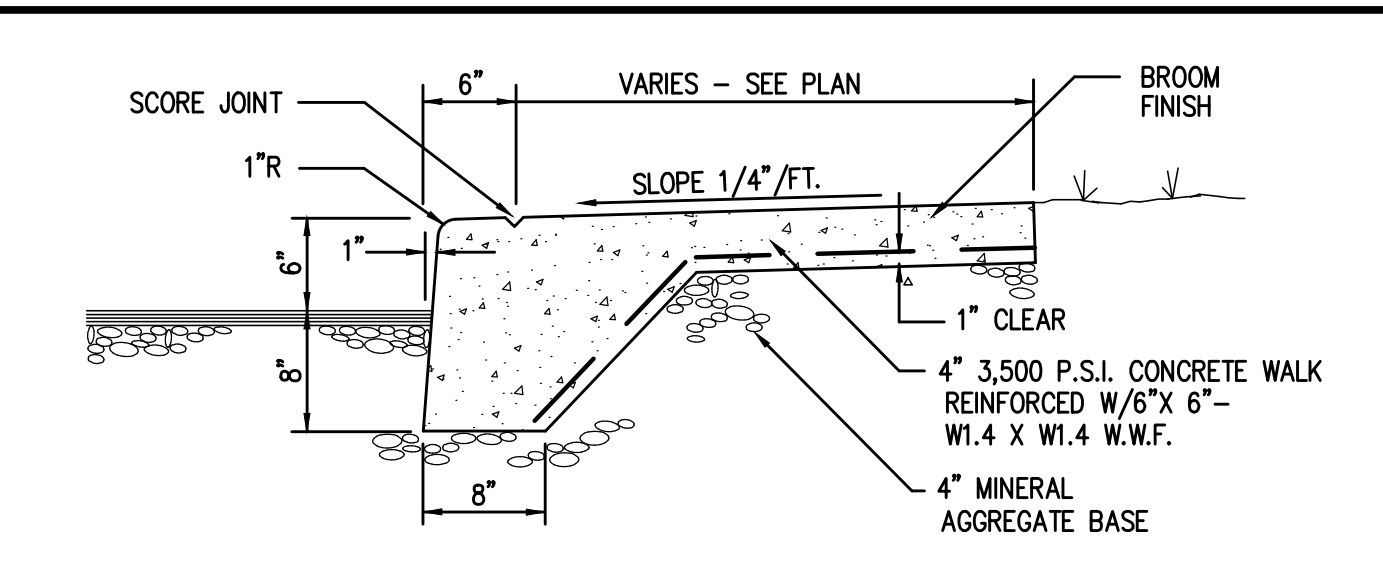 6”
VARIES – SEE PLAN
BROOM
FINISH
SCORE JOINT
1”R
SLOPE 1/4”/FT.
1”
6”
1” CLEAR
8”
4” 3,500 P.S.I. CONCRETE WALK
REINFORCED W/6”X 6”–
W1.4 X W1.4 W.W.F.
8”
4” MINERAL
AGGREGATE BASE